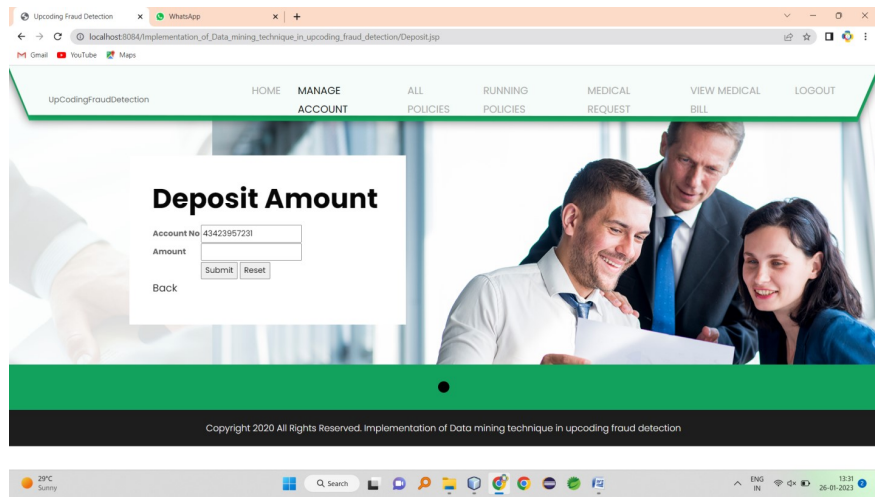 Upcoding Fraud Detection
WhatsApp
localhost:8084/Implementation_of_Data_mining_technique_in_upcoding_fraud_detection/Deposit.jsp
Gmail YouTube Maps
UpCodingFraudDetection
HOME
MANAGE
ACCOUNT
ALL
POLICIES
RUNNING
POLICIES
MEDICAL
REQUEST
VIEW MEDICAL
BILL
LOGOUT
Deposit Amount
Account No 43423957231
Amount
Submit Reset
Back
Copyright 2020 All Rights Reserved. Implementation of Data mining technique in upcoding fraud detection
29°C
Sunny
Search
ENG
IN
13:31
26-01-2023